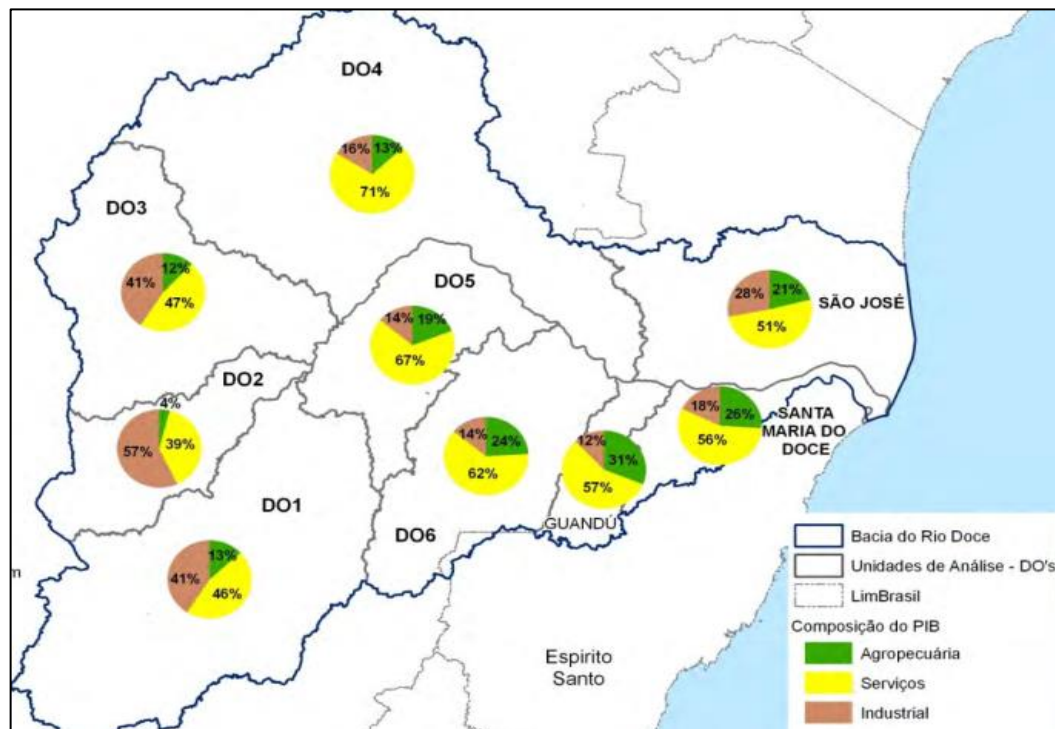 DO4
16% 13%
71%
DO3
12%
41%
47%
DO5
14% 19%
67%
28% 21%
51%
SÃO JOSÉ
DO2
4%
57% 39%
DO1
13%
41%
46%
14% 24%
62%
DO6
12%
31%
57%
GUANDÚ
18% 26%
56%
SANTA
MARIA DO
DOCE
m
Espirito
Santo
Bacia do Rio Doce
Unidades de Análise - DO's
LimBrasil
Composição do PIB
Agropecuária
Serviços
Industrial